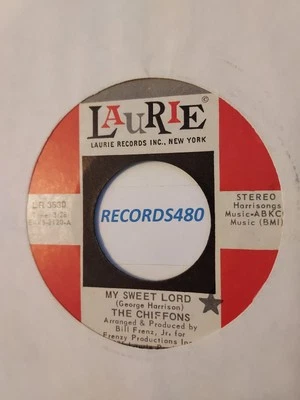 LAURIE ©
LAURIE RECORDS INC., NEW YORK
RECORDS480
STEREO
Harrisongs
Music-ABKC
Music (BMI)
MY SWEET LORD
(George Harrison)
THE CHIFFONS
Arranged & Produced by
Bill Frenz, Jr. for
Frenzy Productions Inc